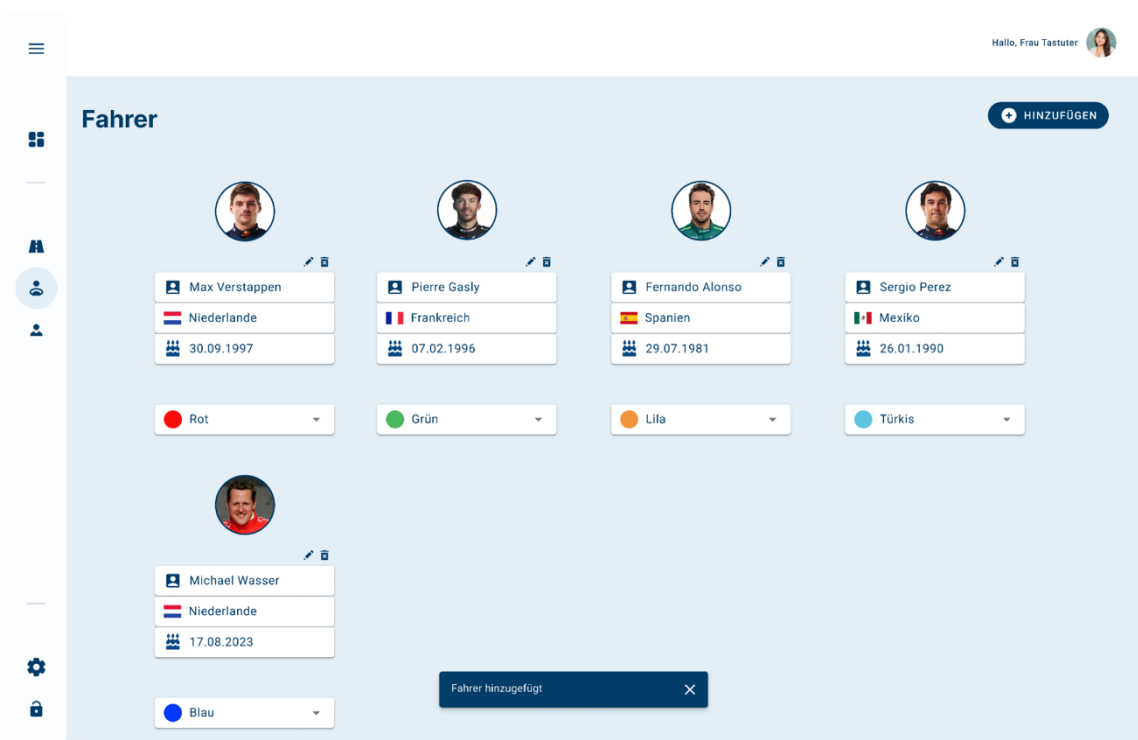 Hallo, Frau Tastuter
Fahrer
HINZUFÜGEN
Max Verstappen
Niederlande
30.09.1997
Rot
Pierre Gasly
Frankreich
07.02.1996
Grün
Fernando Alonso
Spanien
29.07.1981
Lila
Sergio Perez
Mexiko
26.01.1990
Türkis
Michael Wasser
Niederlande
17.08.2023
Blau
Fahrer hinzugefügt